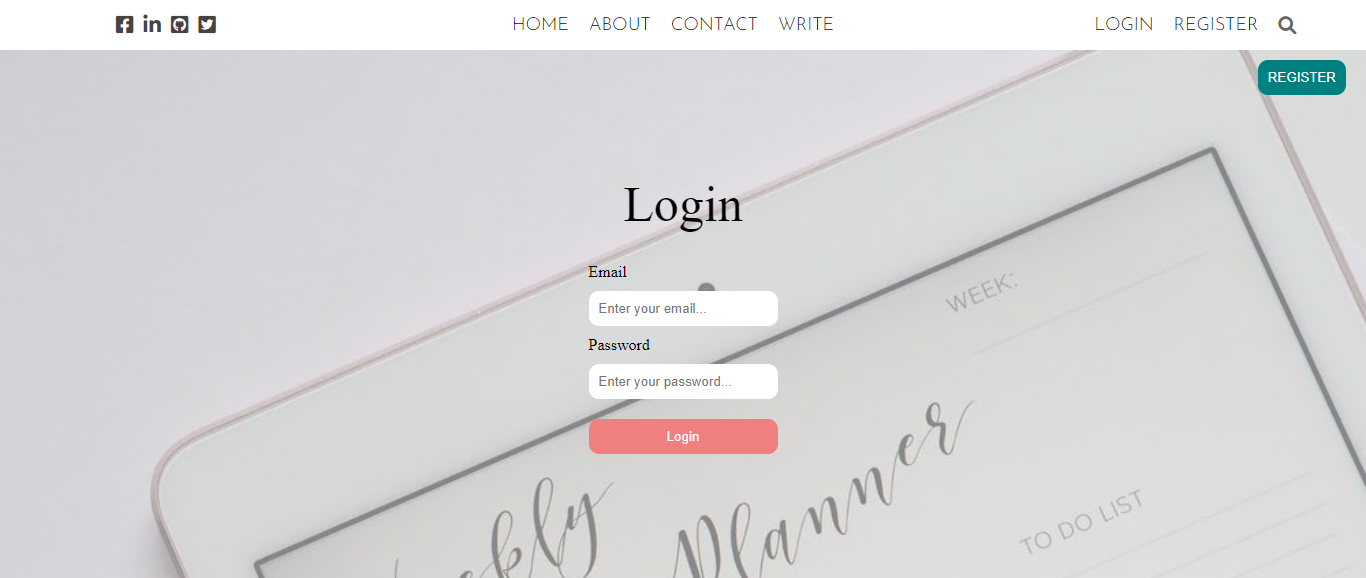 HOME ABOUT CONTACT WRITE LOGIN REGISTER
REGISTER
Login
Email
WEEK:
Enter your email...
Password
Enter your password...
Login
Planner
TO DO LIST